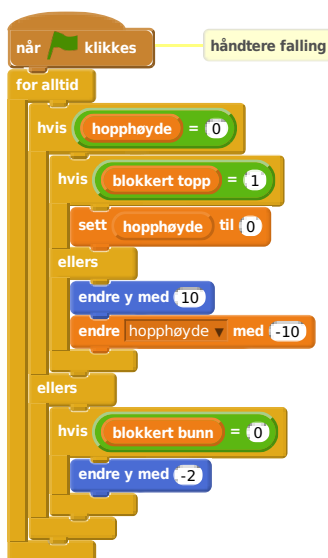 når klikkes
håndtere falling
for alltid
hvis hopphøyde = 0
hvis blokkert topp = 1
sett hopphøyde til 0
ellers
endre y med 10
endre hopphøyde med -10
ellers
hvis blokkert bunn = 0
endre y med -2